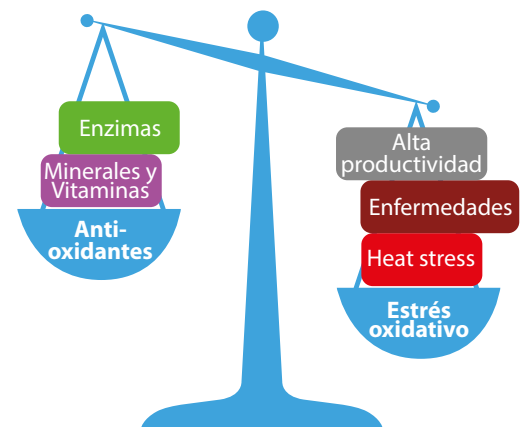 Enzimas
Minerales y
Vitaminas
Anti-
oxidantes
Alta
productividad
Enfermedades
Heat stress
Estrés
oxidativo